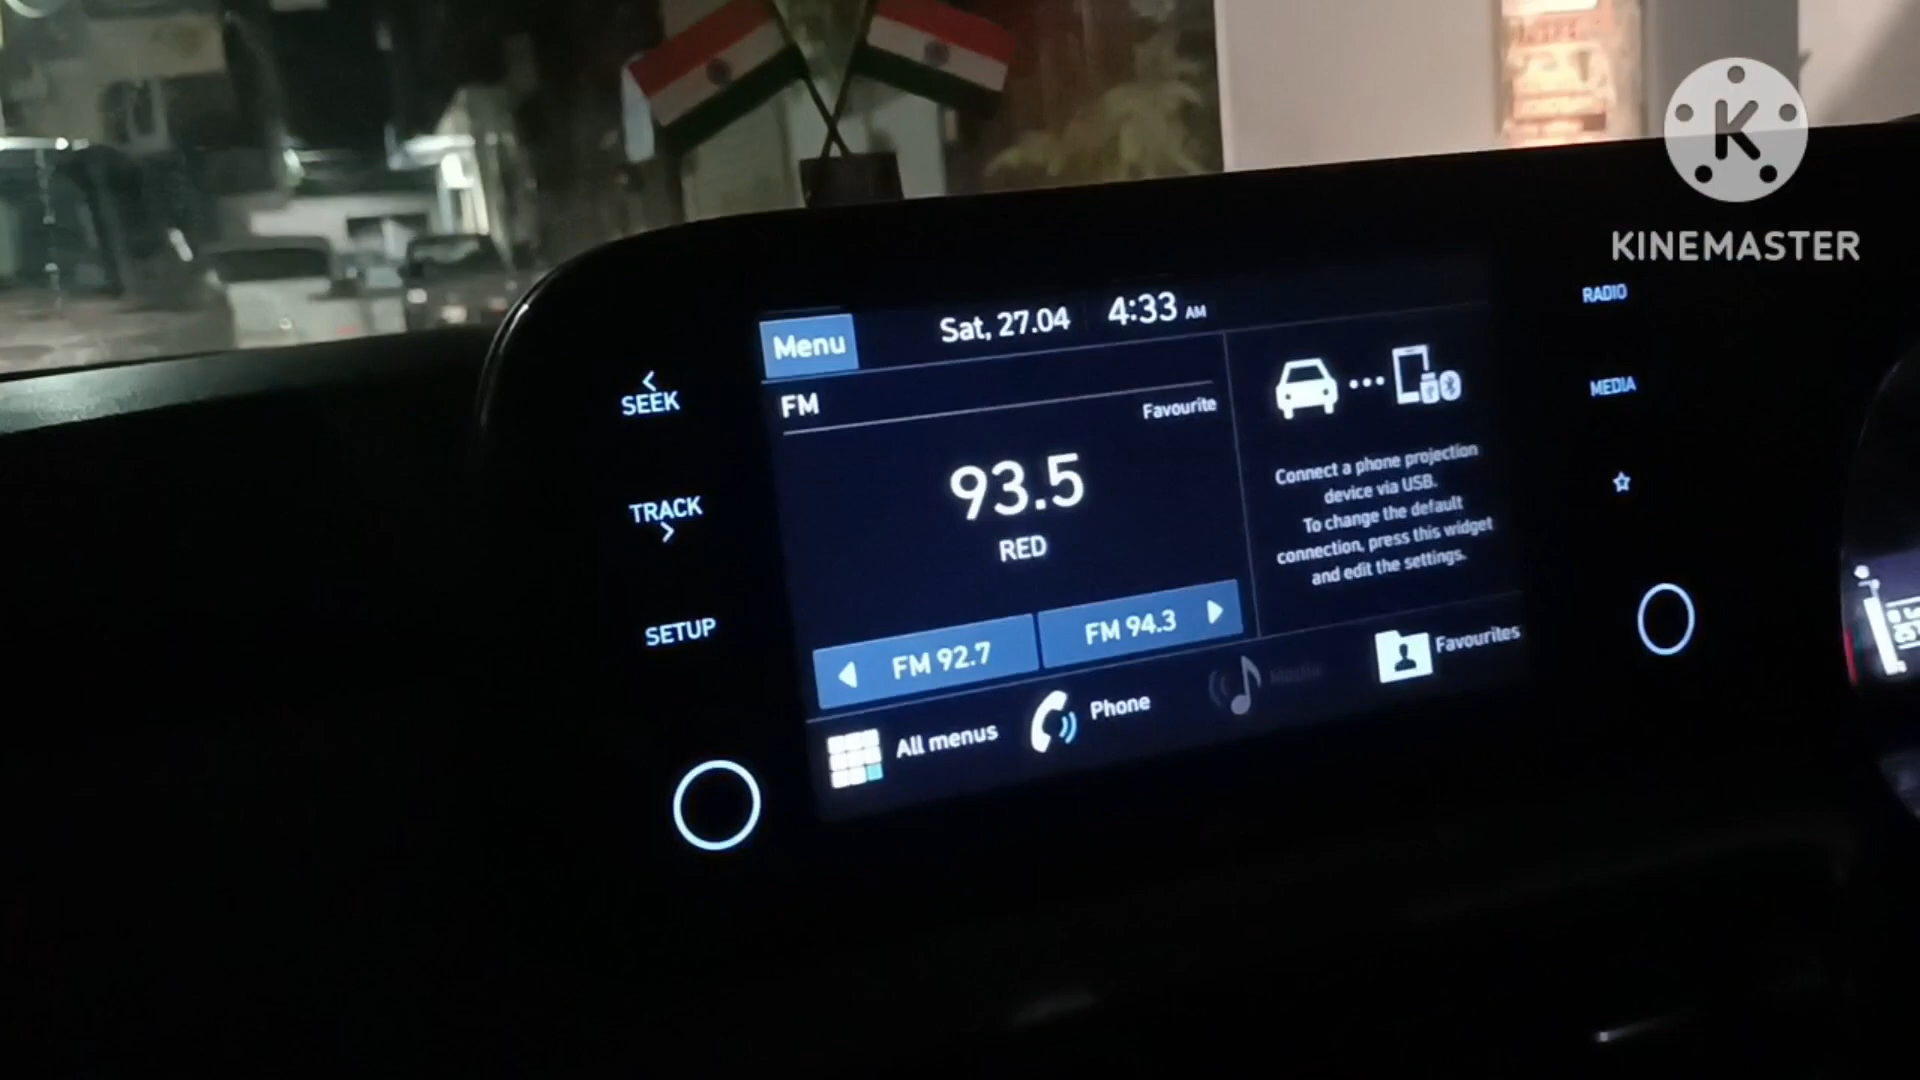 K
KINEMASTER
RADIO
MEDIA
SEEK
TRACK
SETUP
Menu
Sat, 27.04
4:33 AM
FM
Favourite
93.5
RED
FM 92.7
FM 94.3
Connect a phone projection
device via USB.
To change the default
connection, press this widget
and edit the settings.
All menus
Phone
Media
Favourites